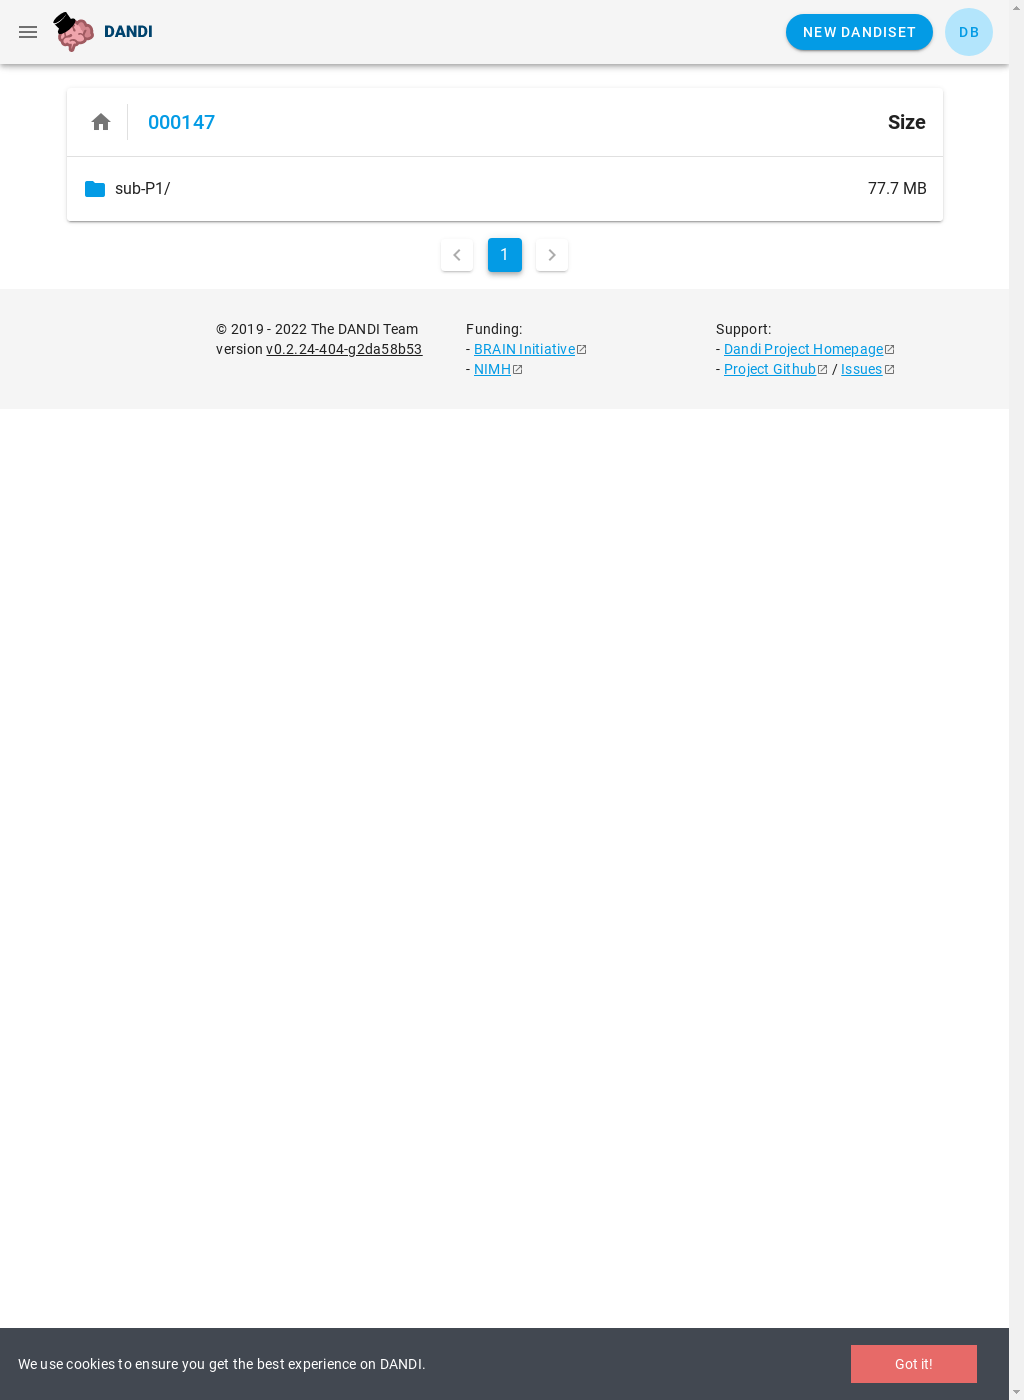 DANDI
NEW DANDISET
DB
000147
Size
sub-P1/
77.7 MB
1
© 2019 - 2022 The DANDI Team
version v0.2.24-404-g2da58b53
Funding:
- BRAIN Initiative
- NIMH
Support:
- Dandi Project Homepage
- Project Github / Issues
We use cookies to ensure you get the best experience on DANDI.
Got it!